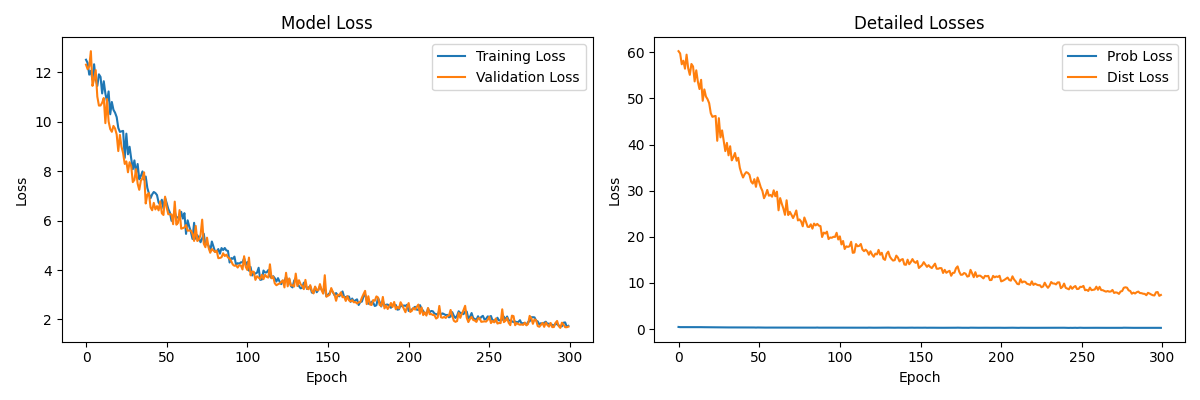 Model Loss
Training Loss
Validation Loss
Loss
12
10
8
6
4
2
0 50 100 150 200 250 300
Epoch
Detailed Losses
Prob Loss
Dist Loss
Loss
60
50
40
30
20
10
0
0 50 100 150 200 250 300
Epoch